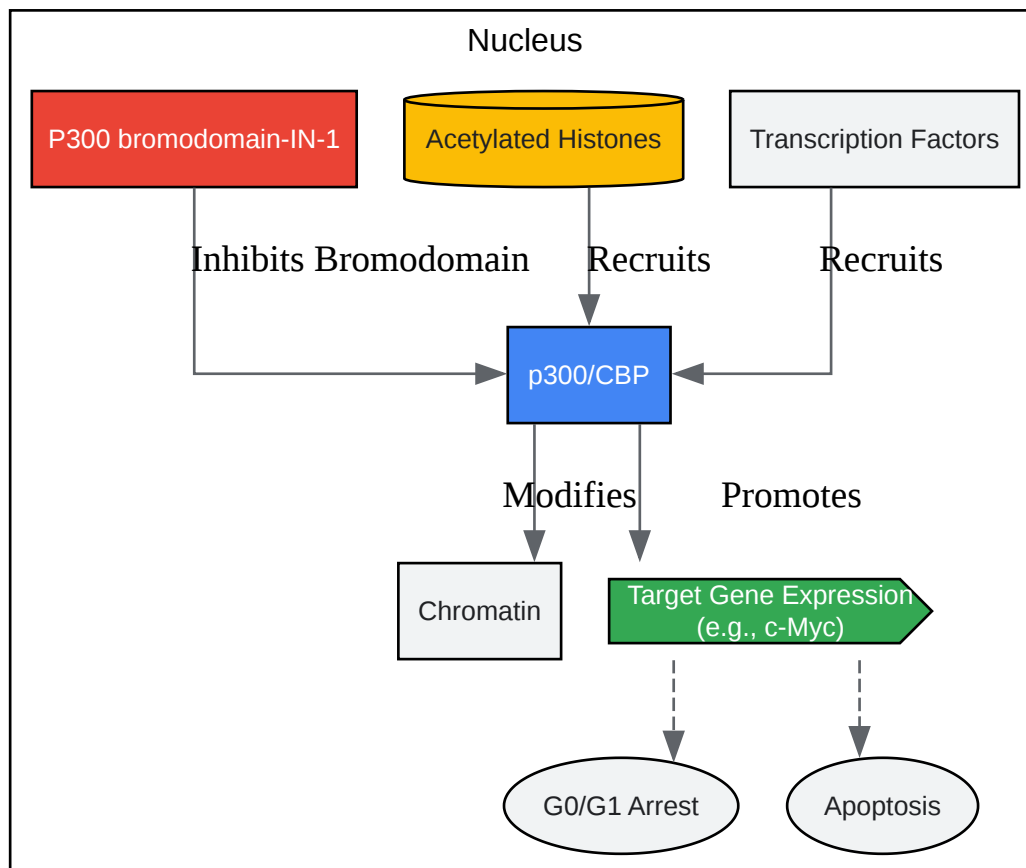 Nucleus
P300 bromodomain-IN-1
Acetylated Histones
Transcription Factors
Inhibits Bromodomain
Recruits
Recruits
p300/CBP
Modifies
Promotes
Chromatin
Target Gene Expression
(e.g., c-Myc)
G0/G1 Arrest
Apoptosis